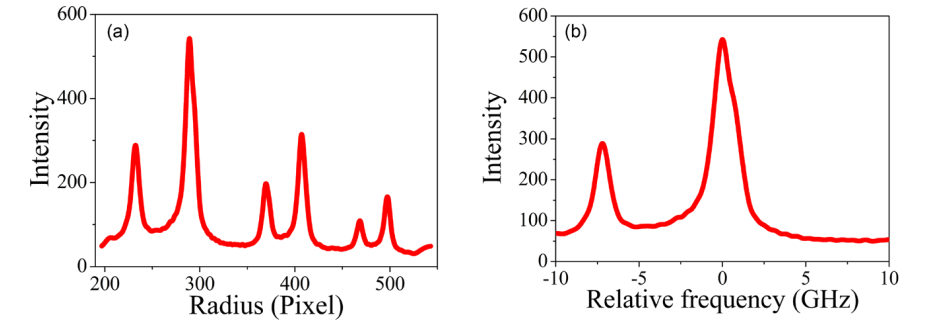 (a)
600
400
200
0
Intensity
200 300 400 500
Radius (Pixel)
(b)
600
500
400
300
200
100
0
Intensity
-10 -5 0 5 10
Relative frequency (GHz)